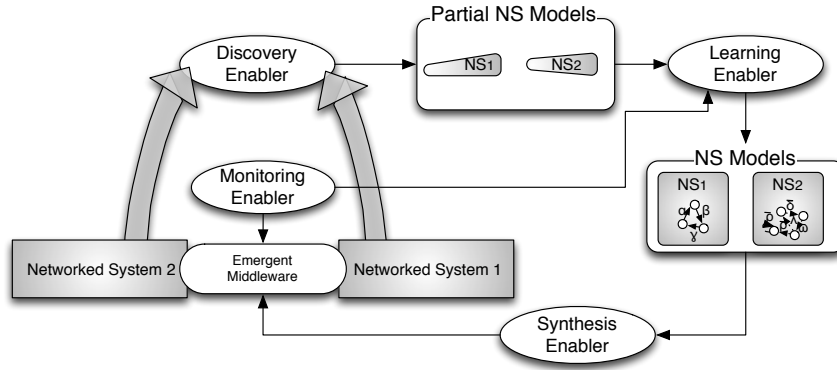 Partial NS Models
Discovery
Enabler
NS1
NS2
Learning
Enabler
Monitoring
Enabler
NS Models
NS1
α β
γ
NS2
δ
Networked System 2
Emergent
Middleware
Networked System 1
Synthesis
Enabler